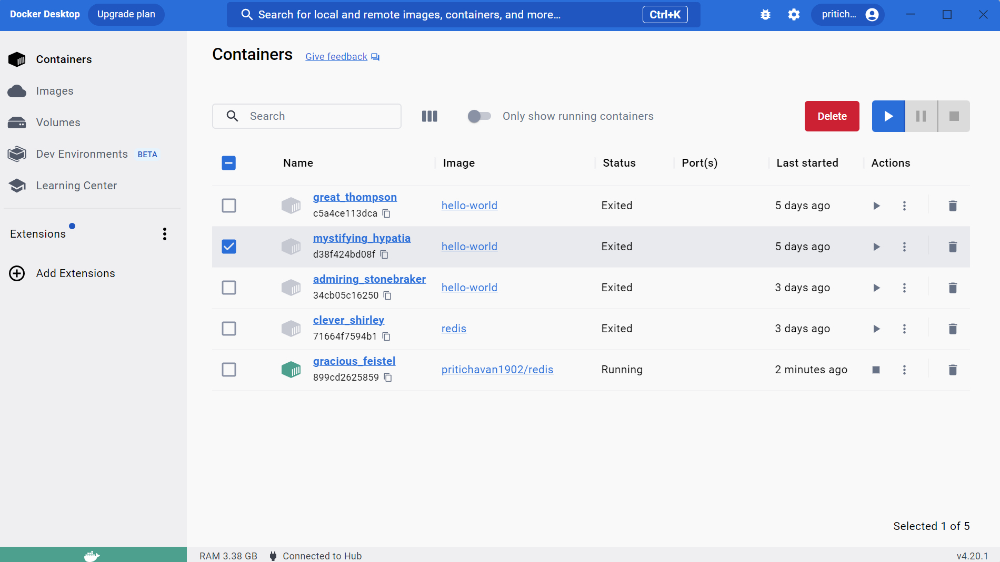 Docker Desktop Upgrade plan Search for local and remote images, containers, and more... Ctrl+K pritich...
Containers
Images
Volumes
Dev Environments BETA
Learning Center
Extensions
Add Extensions
Containers Give feedback
Search Only show running containers Delete
Name Image Status Port(s) Last started Actions
great_thompson
c5a4ce113dca hello-world Exited 5 days ago
mystifying_hypatia
d38f424bd08f hello-world Exited 5 days ago
admiring_stonebraker
34cb05c16250 hello-world Exited 3 days ago
clever_shirley
71664f7594b1 redis Exited 3 days ago
gracious_feistel
899cd2625859 pritichavan1902/redis Running 2 minutes ago
Selected 1 of 5
RAM 3.38 GB Connected to Hub v4.20.1